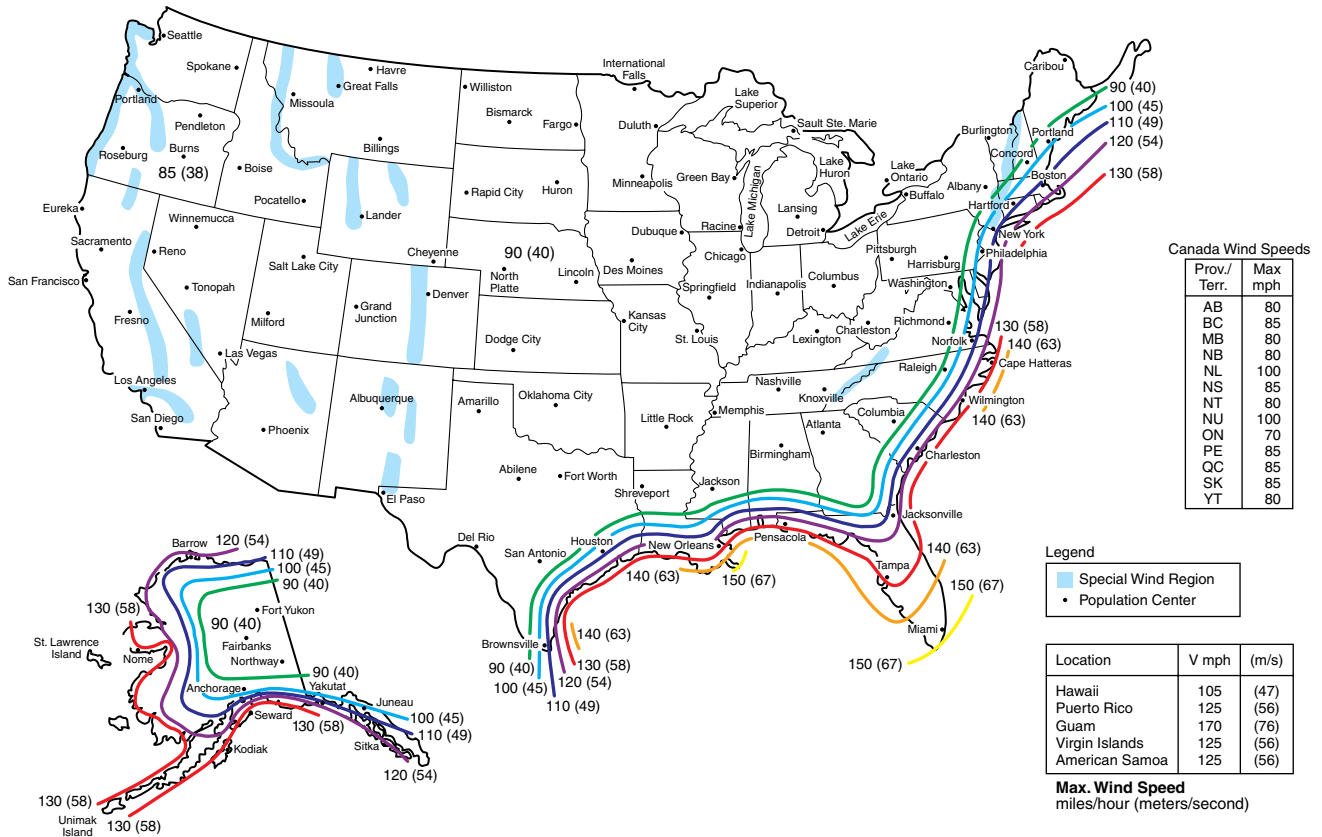 Seattle
Spokane
Portland
Pendleton
Roseburg
Burns
85 (38)
Boise
Pocatello
Missoula
Havre
Great Falls
Billings
Lander
Cheyenne
Eureka
Winnemucca
Sacramento
Reno
San Francisco
Tonopah
Fresno
Las Vegas
Los Angeles
San Diego
Salt Lake City
Milford
Grand
Junction
Denver
Phoenix
Albuquerque
El Paso
Williston
Bismarck
Fargo
Rapid City
Huron
90 (40)
North
Platte
Lincoln
Dodge City
Kansas
City
Amarillo
Oklahoma City
Abilene
Fort Worth
Del Rio
San Antonio
Houston
Brownsville
International
Falls
Duluth
Minneapolis
Green Bay
Dubuque
Racine
Des Moines
Chicago
Springfield
St. Louis
Lake
Superior
Sault Ste. Marie
Lake Michigan
Lake
Huron
Lansing
Detroit
Lake Erie
Lake
Ontario
Buffalo
Indianapolis
Columbus
Pittsburgh
Harrisburg
Washington
Charleston
Lexington
Richmond
Norfolk
Raleigh
Nashville
Knoxville
Memphis
Little Rock
Shreveport
Jackson
Birmingham
Atlanta
Columbia
Wilmington
Charleston
Cape Hatteras
Jacksonville
New Orleans
Pensacola
Tampa
Miami
Caribou
Burlington
Portland
Concord
Albany
Boston
Hartford
New York
Philadelphia
90 (40)
100 (45)
110 (49)
120 (54)
130 (58)
130 (58)
140 (63)
140 (63)
140 (63)
150 (67)
150 (67)
140 (63)
150 (67)
140 (63)
130 (58)
120 (54)
110 (49)
100 (45)
90 (40)
Barrow
120 (54)
110 (49)
100 (45)
90 (40)
130 (58)
Fort Yukon
90 (40)
Fairbanks
Northway
St. Lawrence
Island
Nome
90 (40)
Anchorage
Yakutat
Juneau
Seward
130 (58)
100 (45)
110 (49)
Sitka
120 (54)
Kodiak
130 (58)
Unimak
Island
130 (58)
Canada Wind Speeds
Prov./ Max
Terr. mph
AB 80
BC 85
MB 80
NB 80
NL 100
NS 85
NT 80
NU 100
ON 70
PE 85
QC 85
SK 85
YT 80
Legend
Special Wind Region
Population Center
Location V mph (m/s)
Hawaii 105 (47)
Puerto Rico 125 (56)
Guam 170 (76)
Virgin Islands 125 (56)
American Samoa 125 (56)
Max. Wind Speed
miles/hour (meters/second)